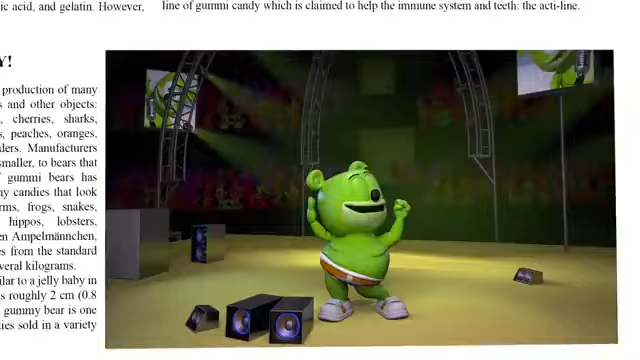 ic acid, and gelatin. However,
line of gummi candy which is claimed to help the immune system and teeth: the acti-line.
Y!
production of many
s and other objects:
, cherries, sharks,
s, peaches, oranges,
ders. Manufacturers
smaller, to bears that
f gummi bears has
ny candies that look
rms, frogs, snakes,
hippos, lobsters,
en Ampelmännchen,
es from the standard
veral kilograms.
ilar to a jelly baby in
s roughly 2 cm (0.8
gummy bear is one
lies sold in a variety